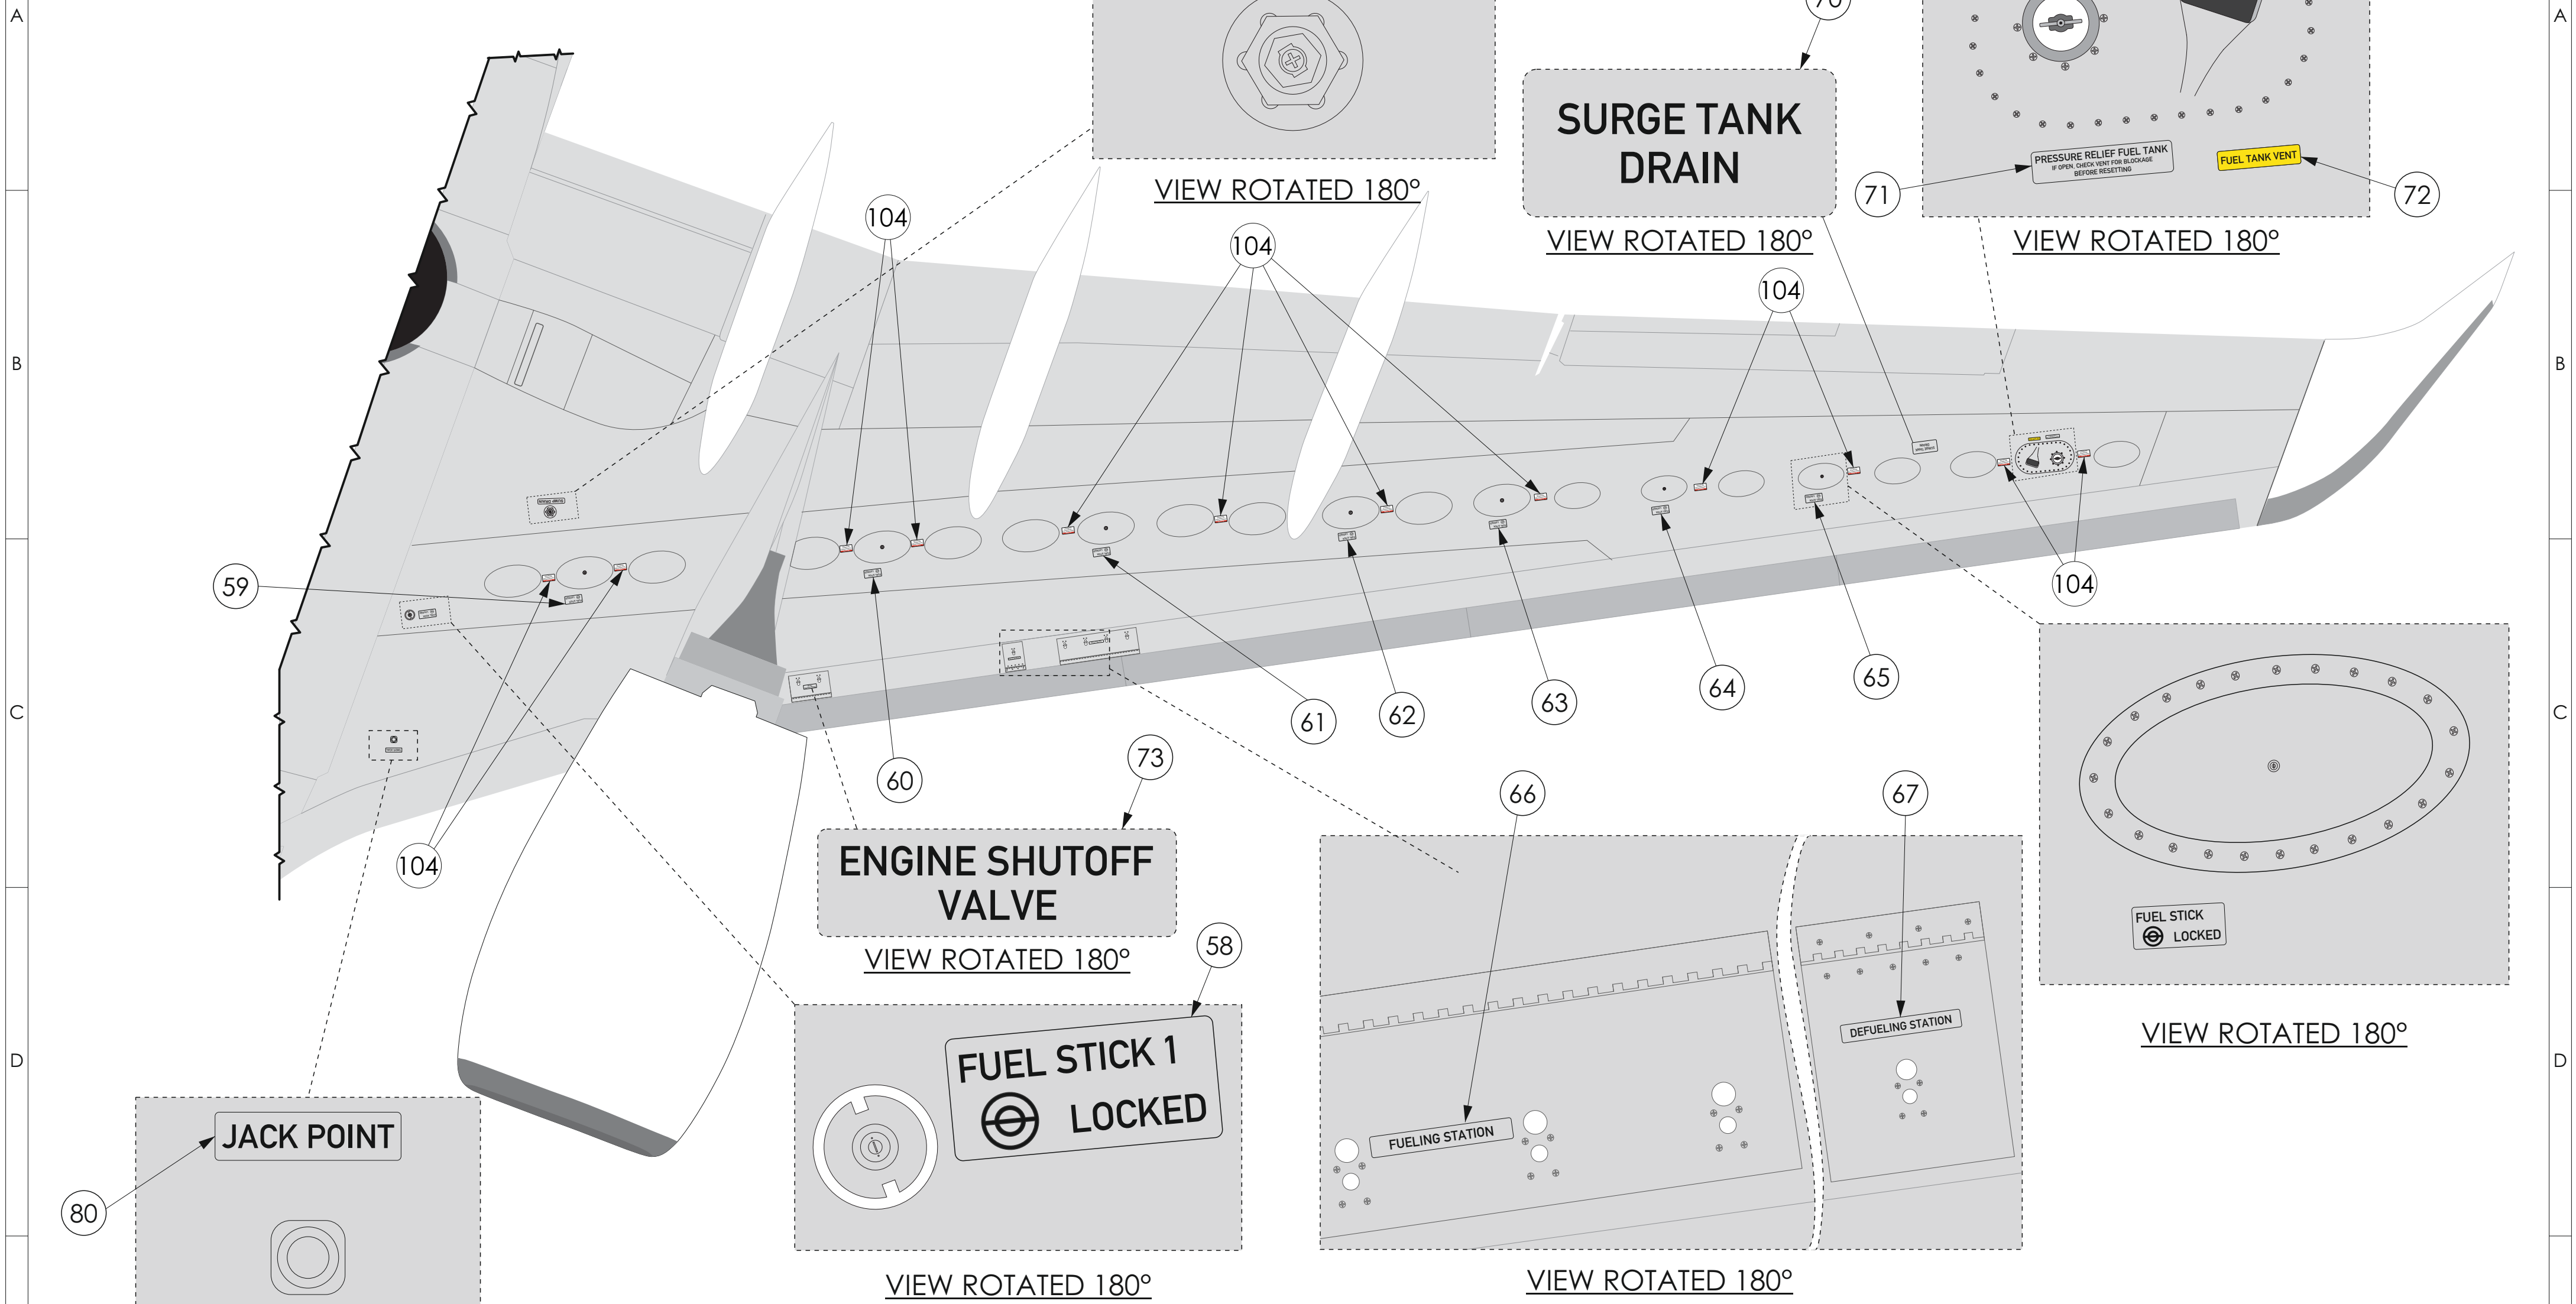 A
A
70
SURGE TANK
DRAIN
VIEW ROTATED 180°
VIEW ROTATED 180°
PRESSURE RELIEF FUEL TANK
IF OPEN, CHECK VENT FOR BLOCKAGE
BEFORE RESETTING
FUEL TANK VENT
71
72
VIEW ROTATED 180°
104
104
104
B
B
59
104
60
61
62
63
64
65
104
C
C
73
ENGINE SHUTOFF
VALVE
VIEW ROTATED 180°
66
67
FUEL STICK
LOCKED
VIEW ROTATED 180°
58
FUEL STICK 1
LOCKED
VIEW ROTATED 180°
DEFUELING STATION
FUELING STATION
VIEW ROTATED 180°
D
D
JACK POINT
80